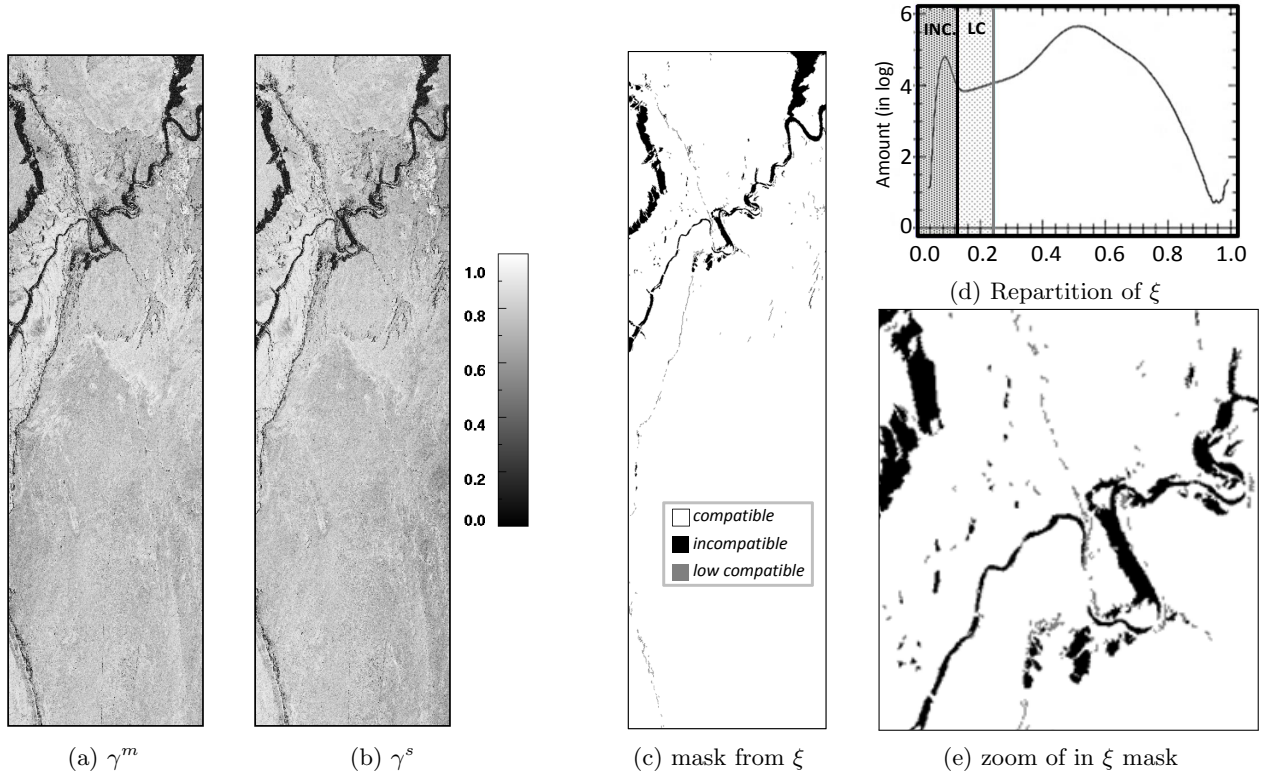 1.0
0.8
0.6
0.4
0.2
0.0
compatible
incompatible
low compatible
Amount (in log)
6
4
2
0
INC.
LC
0.0 0.2 0.4 0.6 0.8 1.0
(d) Repartition of ξ
(a) γᵐ
(b) γˢ
(c) mask from ξ
(e) zoom of in ξ mask